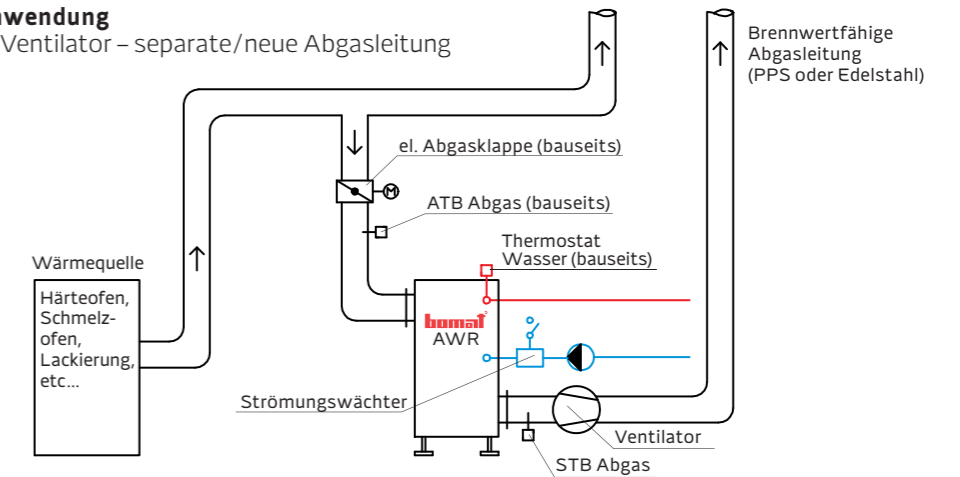 wendung
Ventilator – separate/neue Abgasleitung
Brennwertfähige
Abgasleitung
(PPS oder Edelstahl)
el. Abgasklappe (bauseits)
M
ATB Abgas (bauseits)
Thermostat
Wasser (bauseits)
Wärmequelle
Härteofen,
Schmelz-
ofen,
Lackierung,
etc...
bomat
AWR
Strömungswächter
Ventilator
STB Abgas